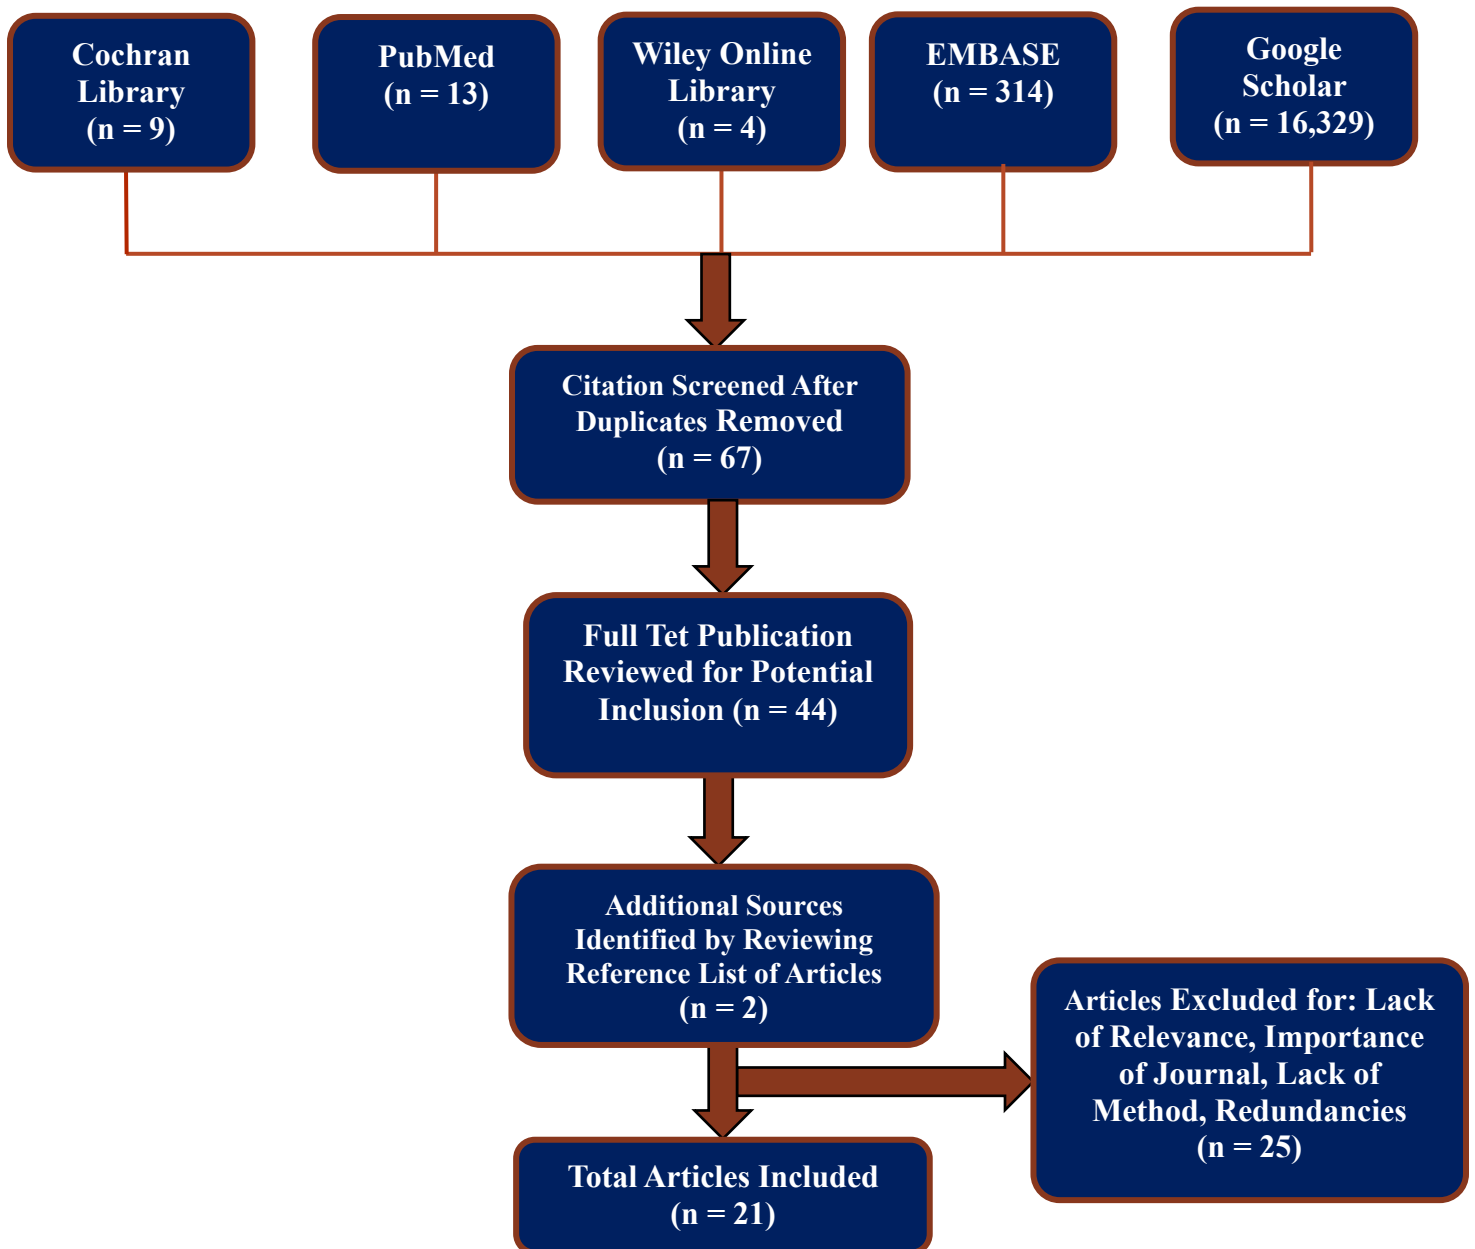 Cochran
Library
(n = 9)
PubMed
(n = 13)
Wiley Online
Library
(n = 4)
EMBASE
(n = 314)
Google
Scholar
(n = 16,329)
Citation Screened After
Duplicates Removed
(n = 67)
Full Tet Publication
Reviewed for Potential
Inclusion (n = 44)
Additional Sources
Identified by Reviewing
Reference List of Articles
(n = 2)
Articles Excluded for: Lack
of Relevance, Importance
of Journal, Lack of
Method, Redundancies
(n = 25)
Total Articles Included
(n = 21)